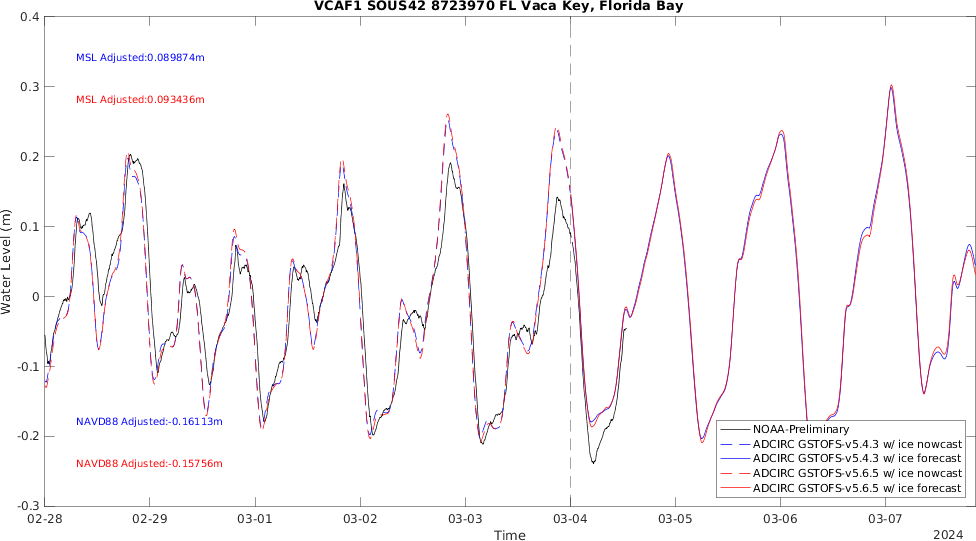 VCAF1 SOUS42 8723970 FL Vaca Key, Florida Bay
0.4
0.3
0.2
0.1
0
-0.1
-0.2
-0.3
Water Level (m)
MSL Adjusted:0.089874m
MSL Adjusted:0.093436m
NAVD88 Adjusted:-0.16113m
NAVD88 Adjusted:-0.15756m
NOAA-Preliminary
ADCIRC GSTOFS-v5.4.3 w/ ice nowcast
ADCIRC GSTOFS-v5.4.3 w/ ice forecast
ADCIRC GSTOFS-v5.6.5 w/ ice nowcast
ADCIRC GSTOFS-v5.6.5 w/ ice forecast
02-28 02-29 03-01 03-02 03-03 03-04 03-05 03-06 03-07
Time
2024